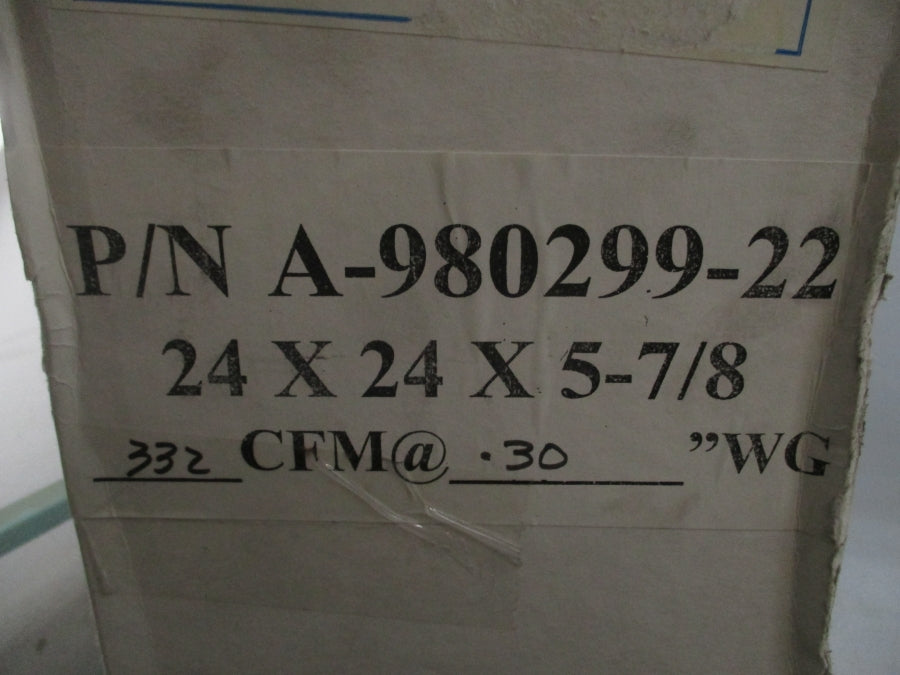 P/N A-980299-22
24 X 24 X 5-7/8
332 CFM@ .30 ”WG